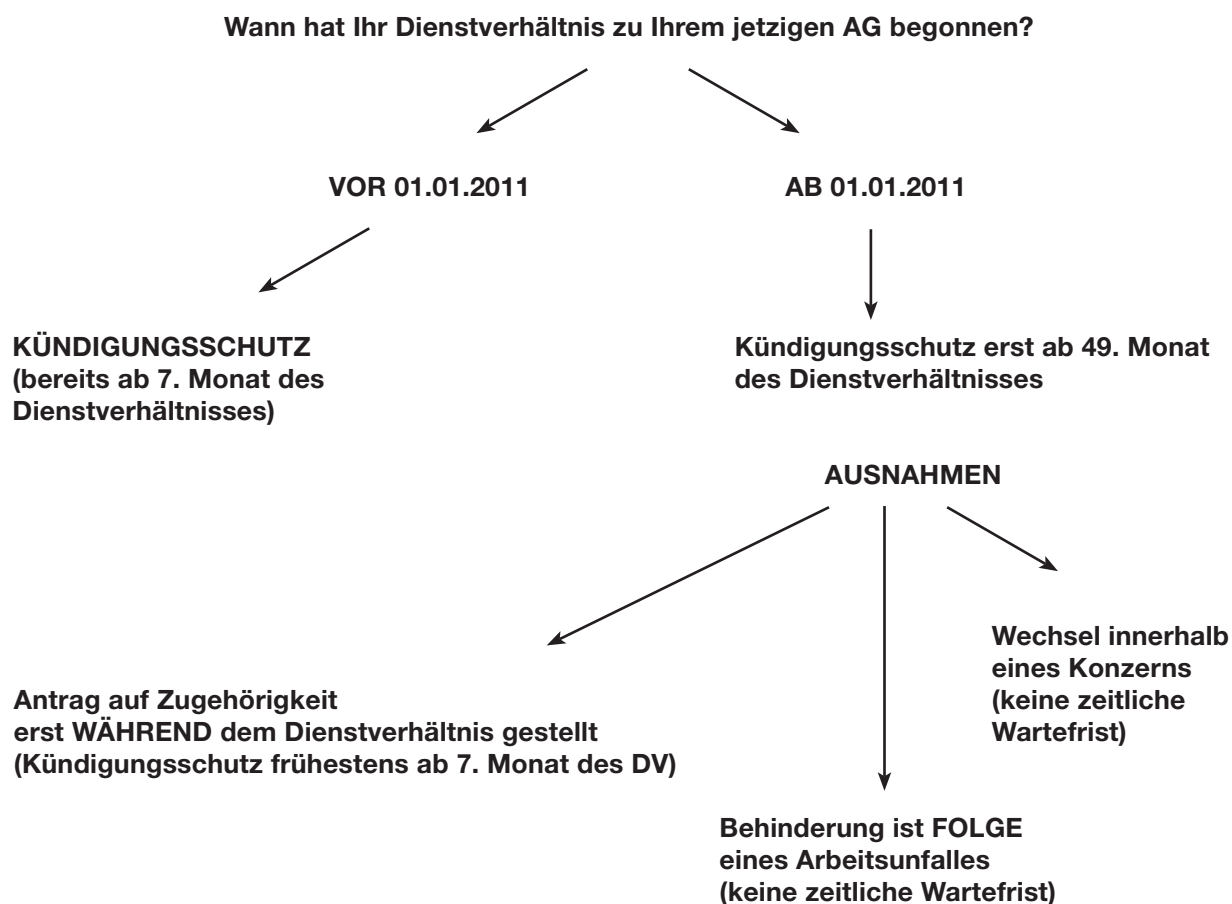 Wann hat Ihr Dienstverhältnis zu Ihrem jetzigen AG begonnen?
VOR 01.01.2011
AB 01.01.2011
KÜNDIGUNGSSCHUTZ
(bereits ab 7. Monat des
Dienstverhältnisses)
Kündigungsschutz erst ab 49. Monat
des Dienstverhältnisses
AUSNAHMEN
Antrag auf Zugehörigkeit
erst WÄHREND dem Dienstverhältnis gestellt
(Kündigungsschutz frühestens ab 7. Monat des DV)
Behinderung ist FOLGE
eines Arbeitsunfalles
(keine zeitliche Wartefrist)
Wechsel innerhalb
eines Konzerns
(keine zeitliche
Wartefrist)